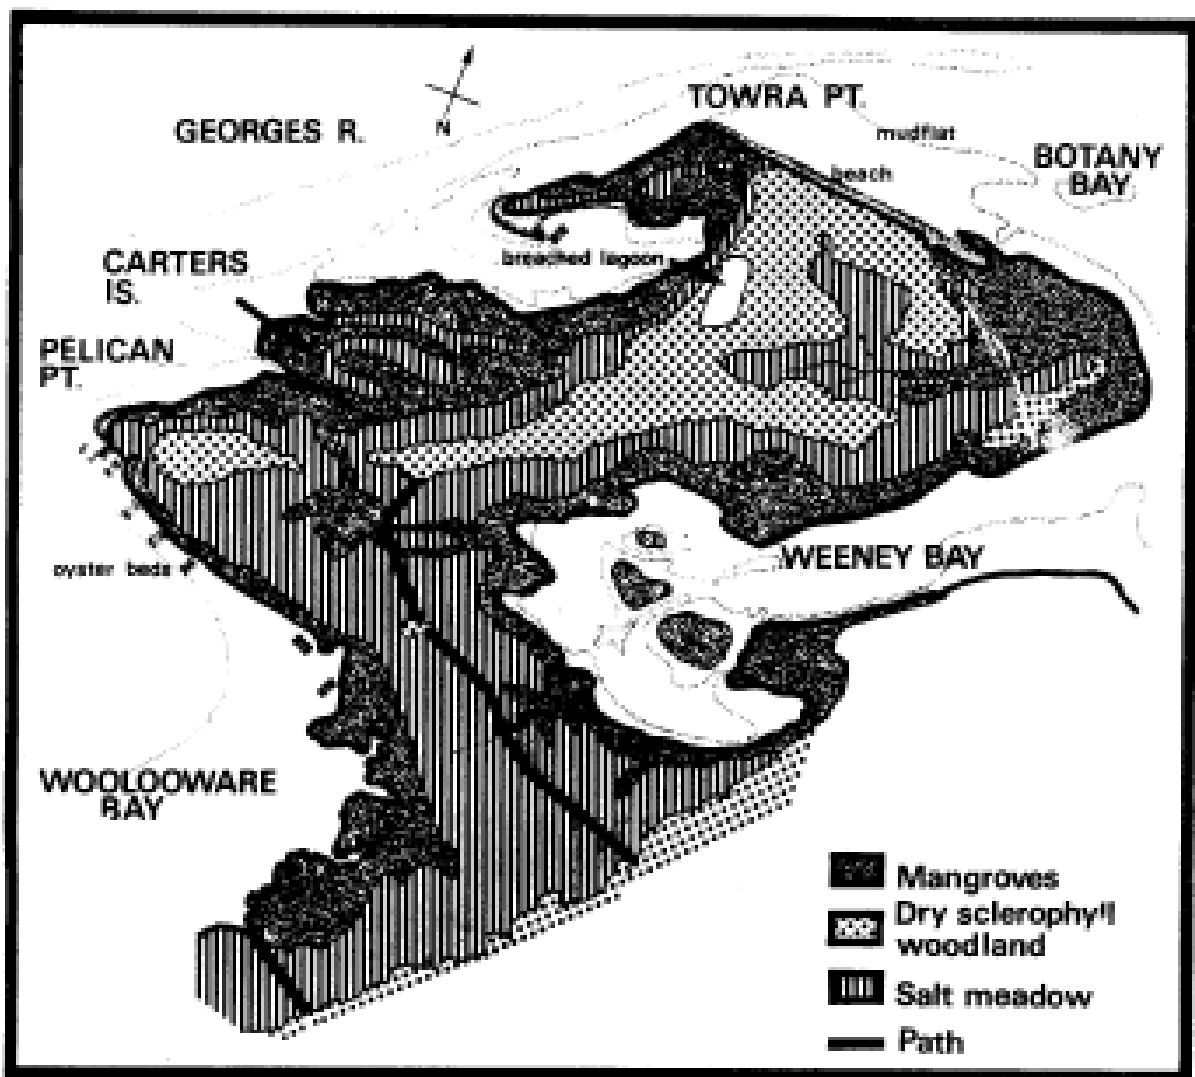 TOWRA PT.
GEORGES R.
N
mudflat
BOTANY
BAY
beach
CARTERS
IS.
breached lagoon
PELICAN
PT.
WEENEY BAY
oyster beds
WOOLOOWARE
BAY
Mangroves
Dry sclerophyll
woodland
Salt meadow
Path